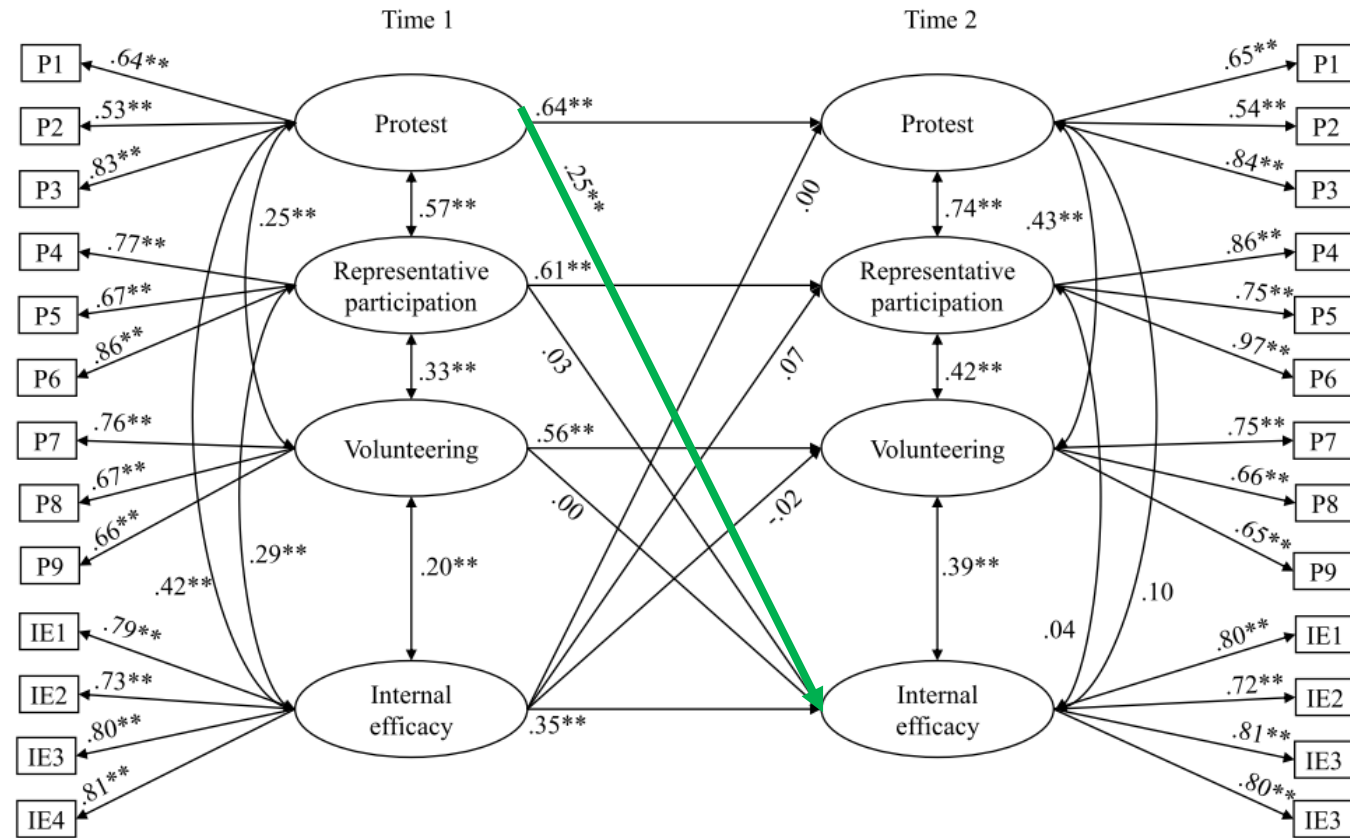 Time 1 Time 2
P1 .64** .65** P1
P2 .53** Protest .64** Protest .54** P2
P3 .83** .84** P3
.25** .57** .25** .00 .74** .43**
P4 .77** .86** P4
P5 .67** Representative participation .61** Representative participation .75** P5
P6 .86** .97** P6
.33** .03 .07 .42**
P7 .76** Volunteering .56** Volunteering .75** P7
P8 .67** .66** P8
P9 .66** .00 -.02 .65** P9
.42** .29** .20** .39** .04 .10
IE1 .79** .80** IE1
IE2 .73** Internal efficacy .35** Internal efficacy .72** IE2
IE3 .80** .81** IE3
IE4 .81** .80** IE3